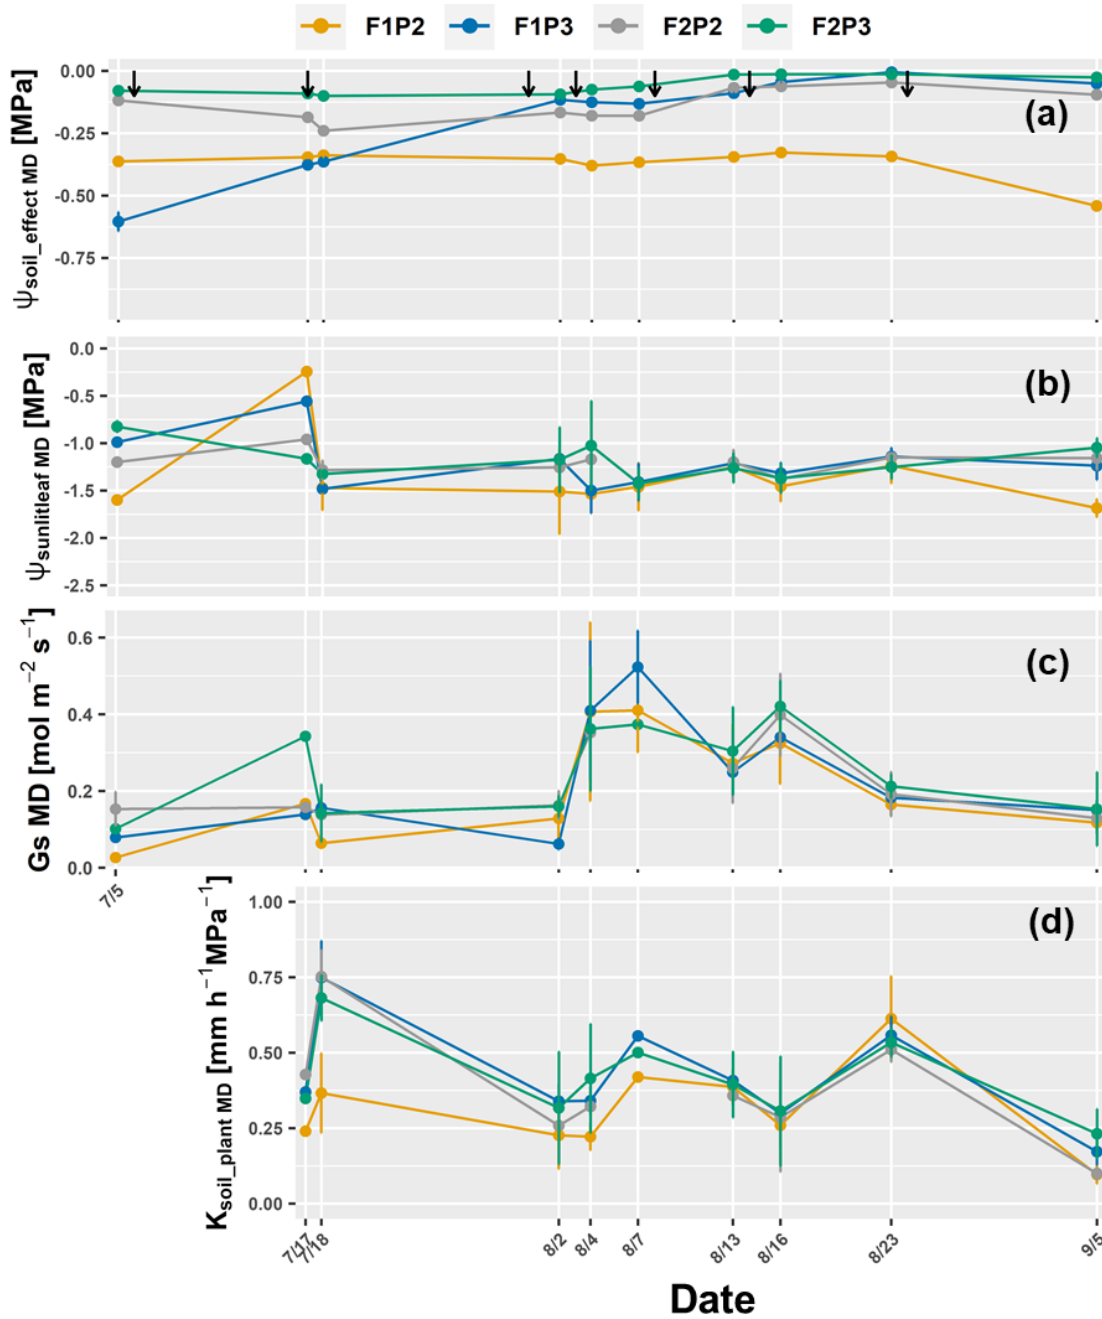 F1P2 F1P3 F2P2 F2P3
(a)
Ψsoil_effect MD [MPa]
0.00
-0.25
-0.50
-0.75
(b)
Ψsunlitleaf MD [MPa]
0.0
-0.5
-1.0
-1.5
-2.0
-2.5
(c)
Gs MD [mol m⁻² s⁻¹]
0.6
0.4
0.2
0.0
7/5
(d)
Ksoil_plant MD [mm h⁻¹MPa⁻¹]
1.00
0.75
0.50
0.25
0.00
7/17 7/18 8/2 8/4 8/7 8/13 8/16 8/23 9/5
Date